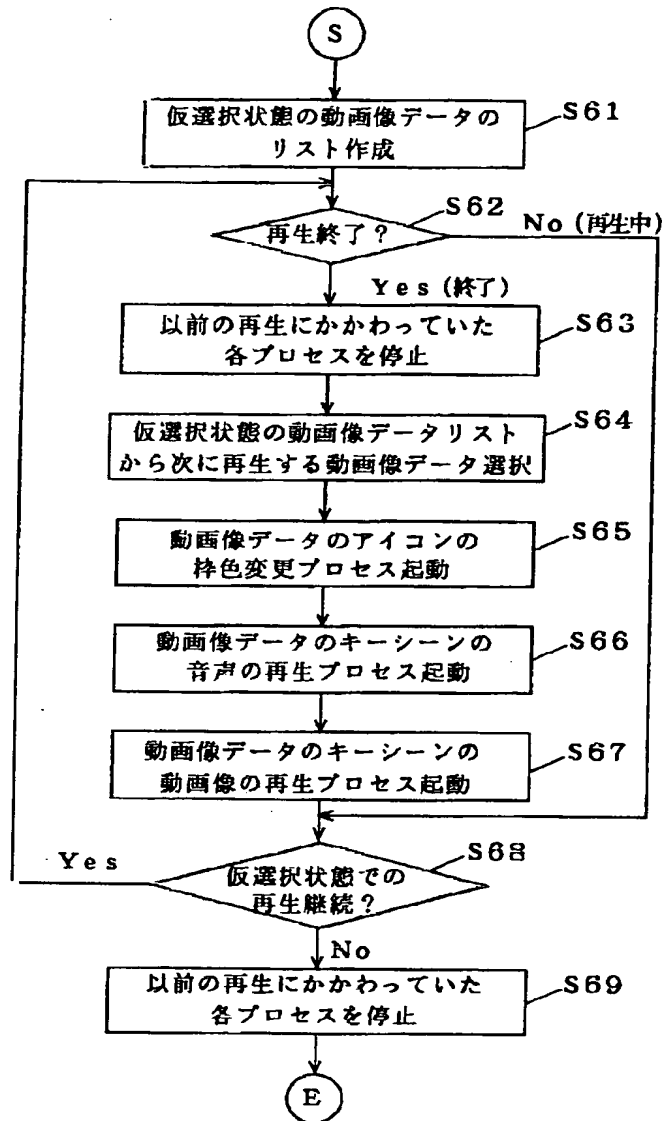 S
仮選択状態の動画像データの
リスト作成
S61
再生終了?
S62
No (再生中)
Yes (終了)
以前の再生にかかわっていた
各プロセスを停止
S63
仮選択状態の動画像データリスト
から次に再生する動画像データ選択
S64
動画像データのアイコンの
枠色変更プロセス起動
S65
動画像データのキーシーンの
音声の再生プロセス起動
S66
動画像データのキーシーンの
動画像の再生プロセス起動
S67
仮選択状態での
再生継続?
S68
Yes
No
以前の再生にかかわっていた
各プロセスを停止
S69
E